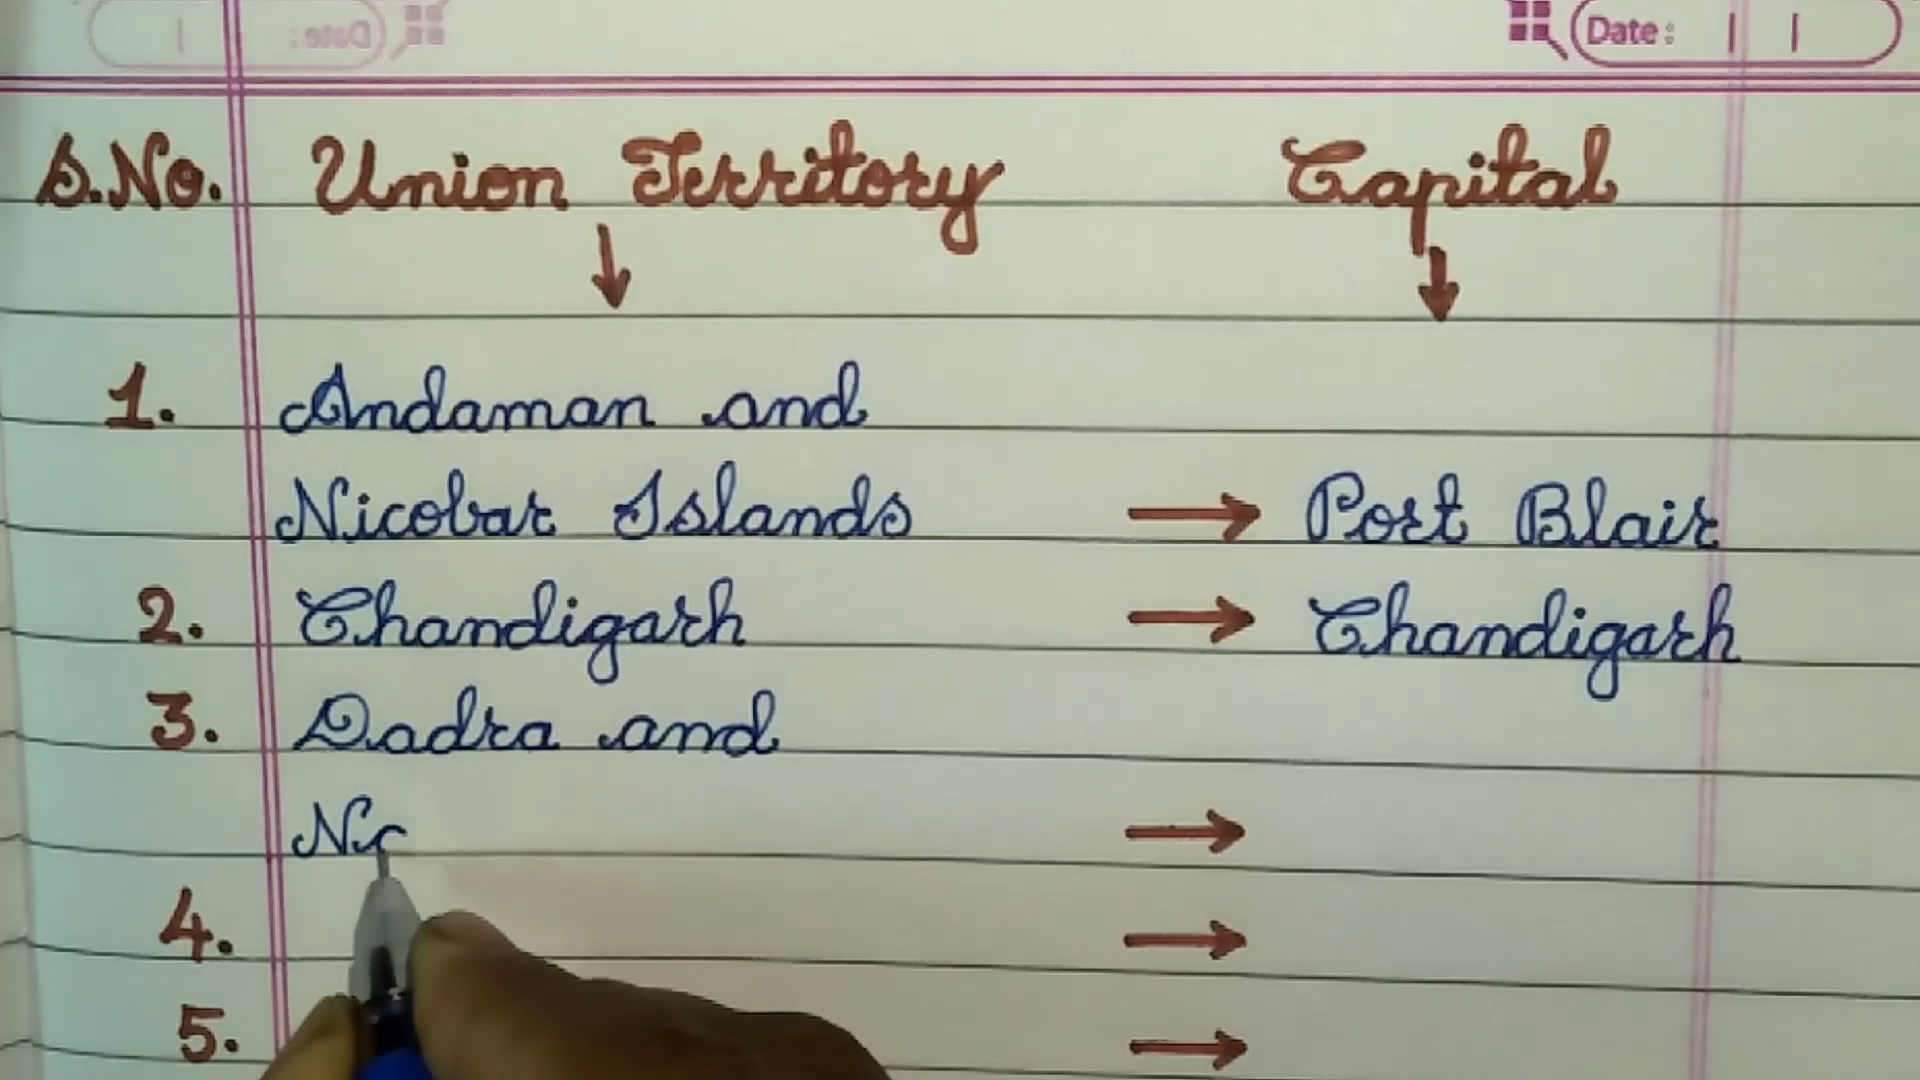 Date:
S.No. Union Territory Capital
1. Andaman and
Nicobar Islands → Port Blair
2. Chandigarh → Chandigarh
3. Dadra and
→
4. →
5. →